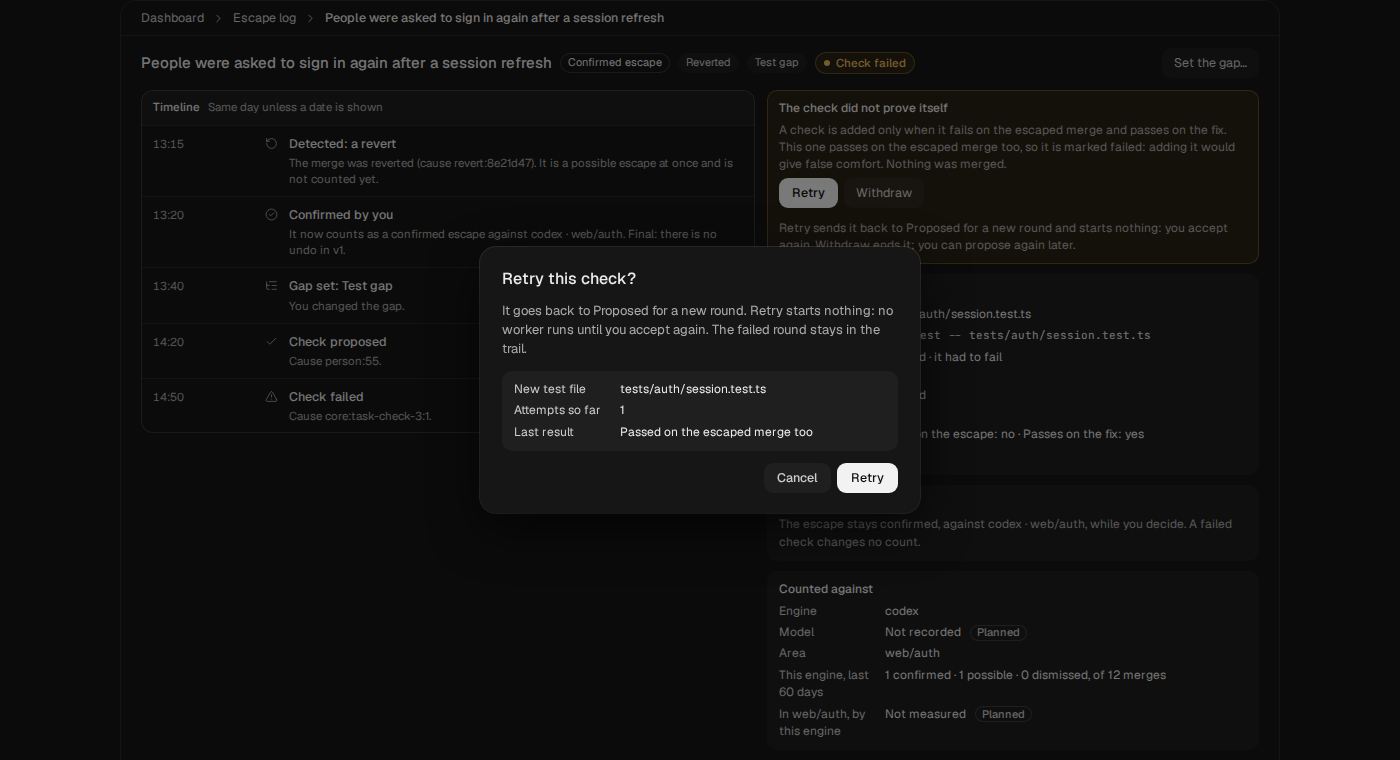 Dashboard > Escape log > People were asked to sign in again after a session refresh
People were asked to sign in again after a session refresh Confirmed escape Reverted Test gap Check failed Set the gap…
Timeline Same day unless a date is shown
13:15 Detected: a revert
The merge was reverted (cause revert:8e21d47). It is a possible escape at once and is
not counted yet.
13:20 Confirmed by you
It now counts as a confirmed escape against codex · web/auth. Final: there is no
undo in v1.
13:40 Gap set: Test gap
You changed the gap.
14:20 Check proposed
Cause person:55.
14:50 Check failed
Cause core:task-check-3:1.
The check did not prove itself
A check is added only when it fails on the escaped merge and passes on the fix.
This one passes on the escaped merge too, so it is marked failed: adding it would
give false comfort. Nothing was merged.
Retry Withdraw
Retry sends it back to Proposed for a new round and starts nothing: you accept
again. Withdraw ends it; you can propose again later.
Retry this check?
It goes back to Proposed for a new round. Retry starts nothing: no
worker runs until you accept again. The failed round stays in the
trail.
New test file tests/auth/session.test.ts
Attempts so far 1
Last result Passed on the escaped merge too
Cancel Retry
auth/session.test.ts
est -- tests/auth/session.test.ts
d · it had to fail
d
n the escape: no · Passes on the fix: yes
The escape stays confirmed, against codex · web/auth, while you decide. A failed
check changes no count.
Counted against
Engine codex
Model Not recorded Planned
Area web/auth
This engine, last 1 confirmed · 1 possible · 0 dismissed, of 12 merges
60 days
In web/auth, by Not measured Planned
this engine